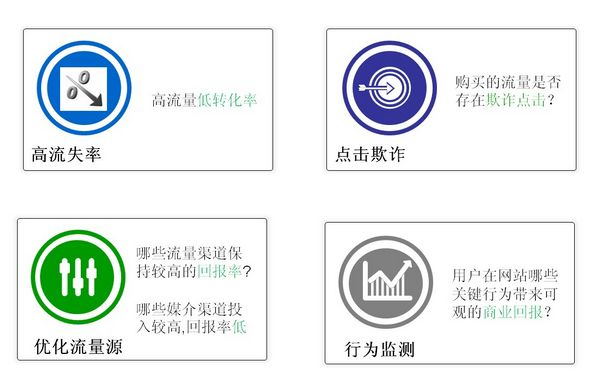 高流量低转化率
高流失率
购买的流量是否
存在欺诈点击?
点击欺诈
哪些流量渠道保
持较高的回报率?
哪些媒介渠道投
入较高,回报率低
优化流量源
用户在网站哪些
关键行为带来可
观的商业回报?
行为监测